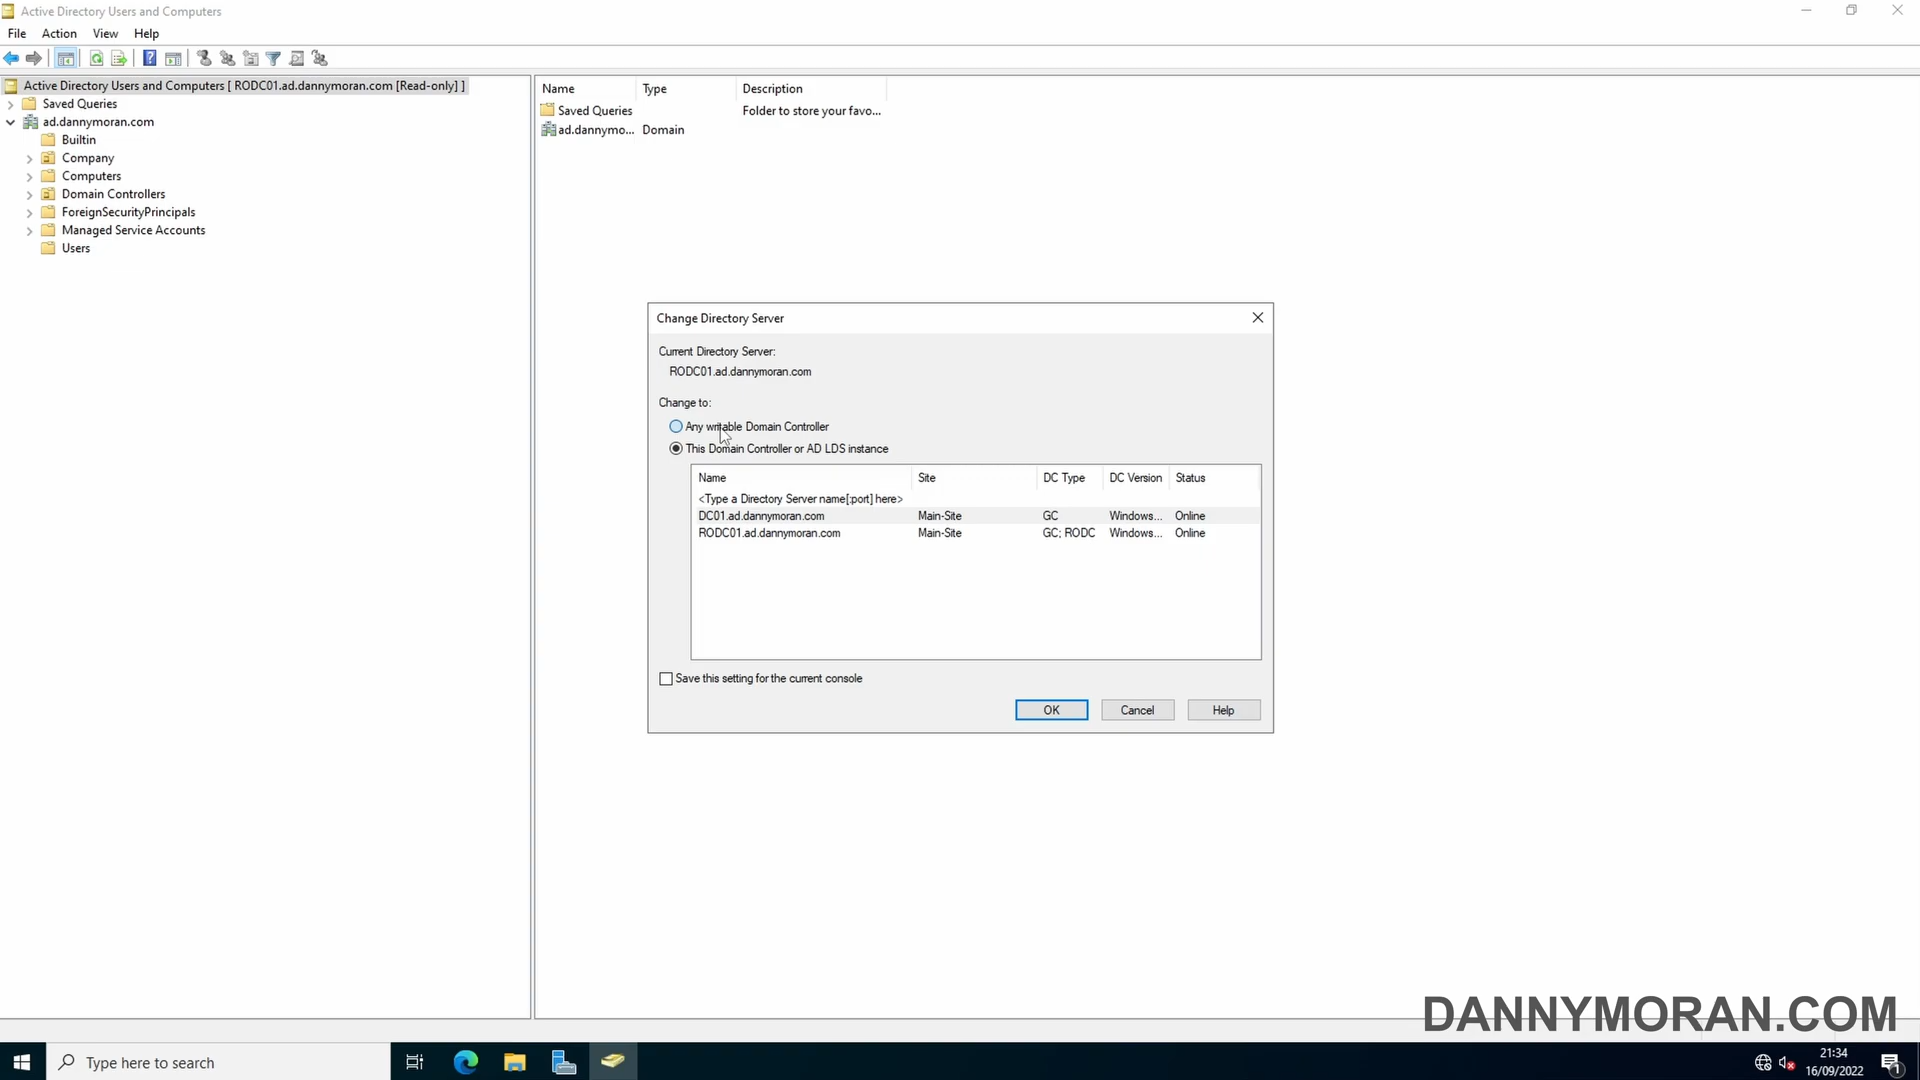 Active Directory Users and Computers
File Action View Help
Active Directory Users and Computers [ RODC01.ad.dannymoran.com [Read-only] ]
Saved Queries
ad.dannymoran.com
Builtin
Company
Computers
Domain Controllers
ForeignSecurityPrincipals
Managed Service Accounts
Users
Name Type Description
Saved Queries Folder to store your favo...
ad.dannymo... Domain
Change Directory Server
Current Directory Server:
RODC01.ad.dannymoran.com
Change to:
Any writable Domain Controller
This Domain Controller or AD LDS instance
Name Site DC Type DC Version Status
<Type a Directory Server name[:port] here>
DC01.ad.dannymoran.com Main-Site GC Windows... Online
RODC01.ad.dannymoran.com Main-Site GC; RODC Windows... Online
Save this setting for the current console
OK Cancel Help
DANNYMORAN.COM
Type here to search
21:34
16/09/2022
1